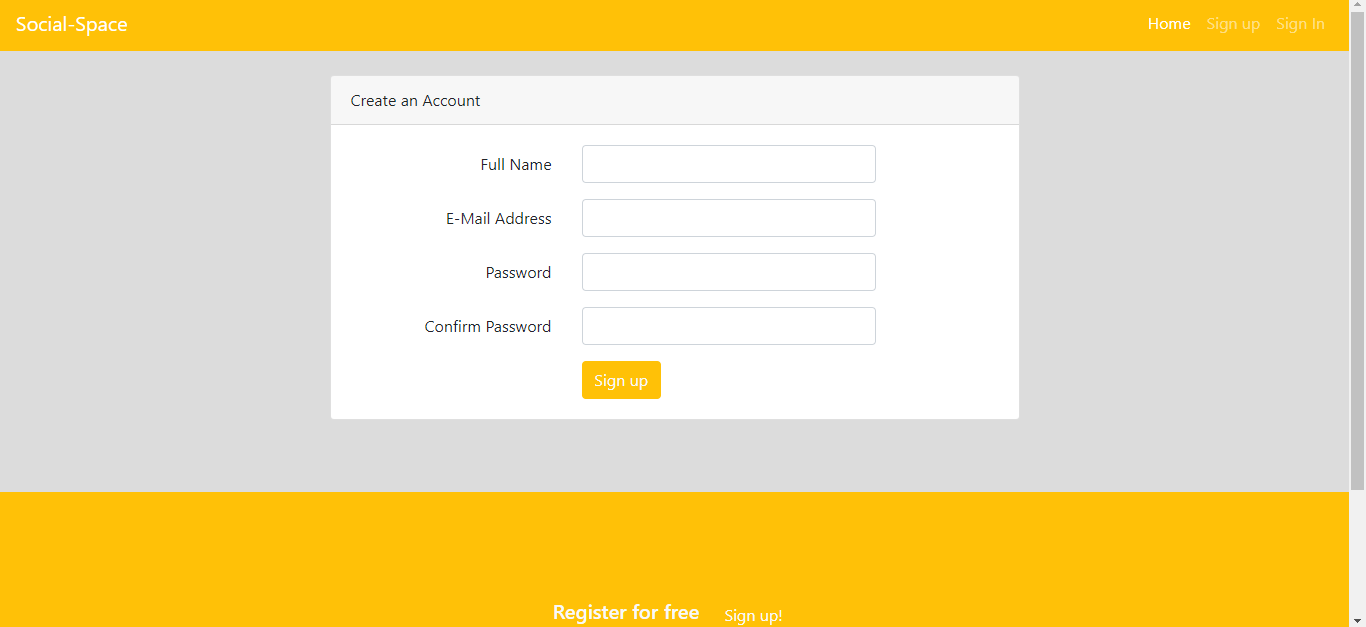 Social-Space Home Sign up Sign In
Create an Account
Full Name
E-Mail Address
Password
Confirm Password
Sign up
Register for free Sign up!